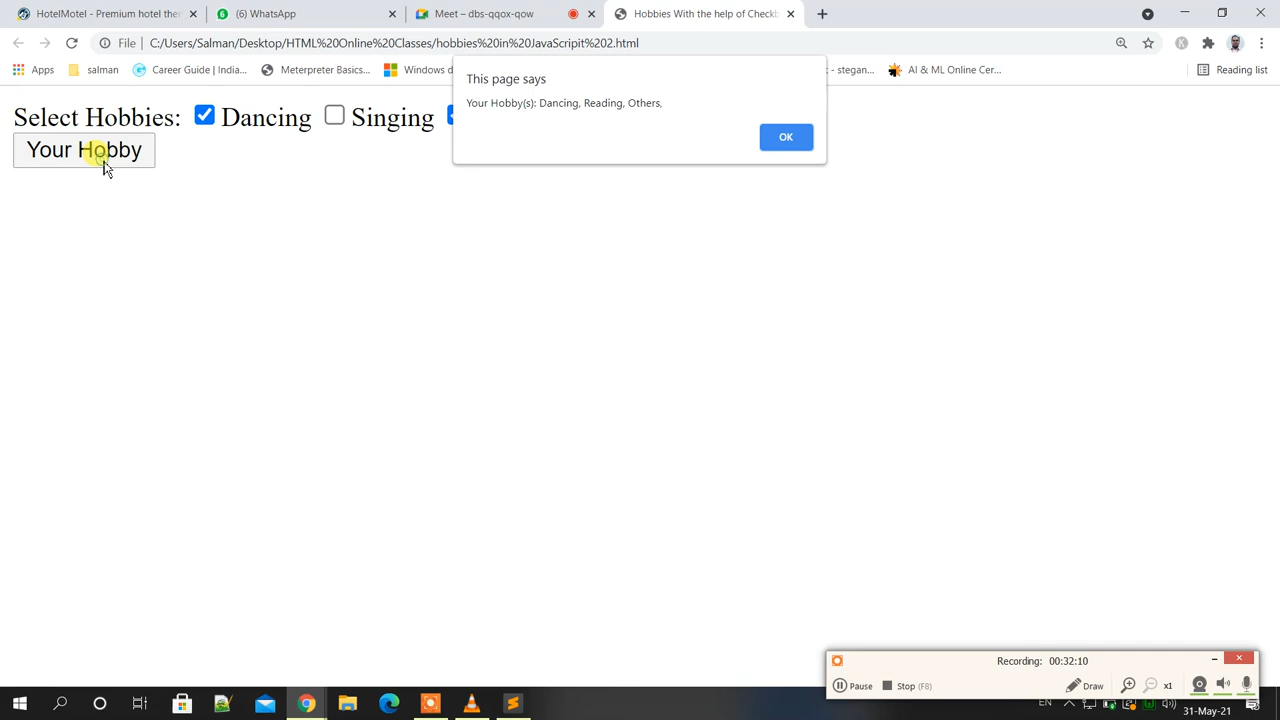 HotelMotel - Premium hotel ther
(6) WhatsApp
Meet – dbs-qqox-qow
Hobbies With the help of Checkb
File
C:/Users/Salman/Desktop/HTML%20Online%20Classes/hobbies%20in%20JavaScripit%202.html
Apps
salman
Career Guide | India...
Meterpreter Basics...
Windows d
- stegan...
AI & ML Online Cer...
Reading list
This page says
Your Hobby(s): Dancing, Reading, Others,
OK
Select Hobbies: Dancing Singing
Your Hobby
Recording: 00:32:10
Pause
Stop (F8)
Draw
x1
EN
31-May-21